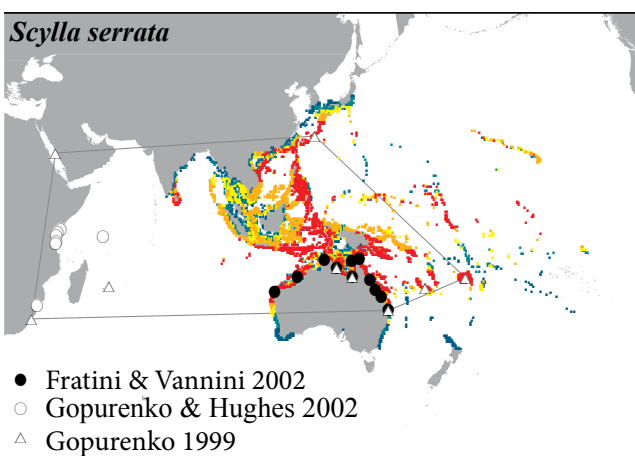 Scylla serrata
Fratini & Vannini 2002
Gopurenko & Hughes 2002
Gopurenko 1999